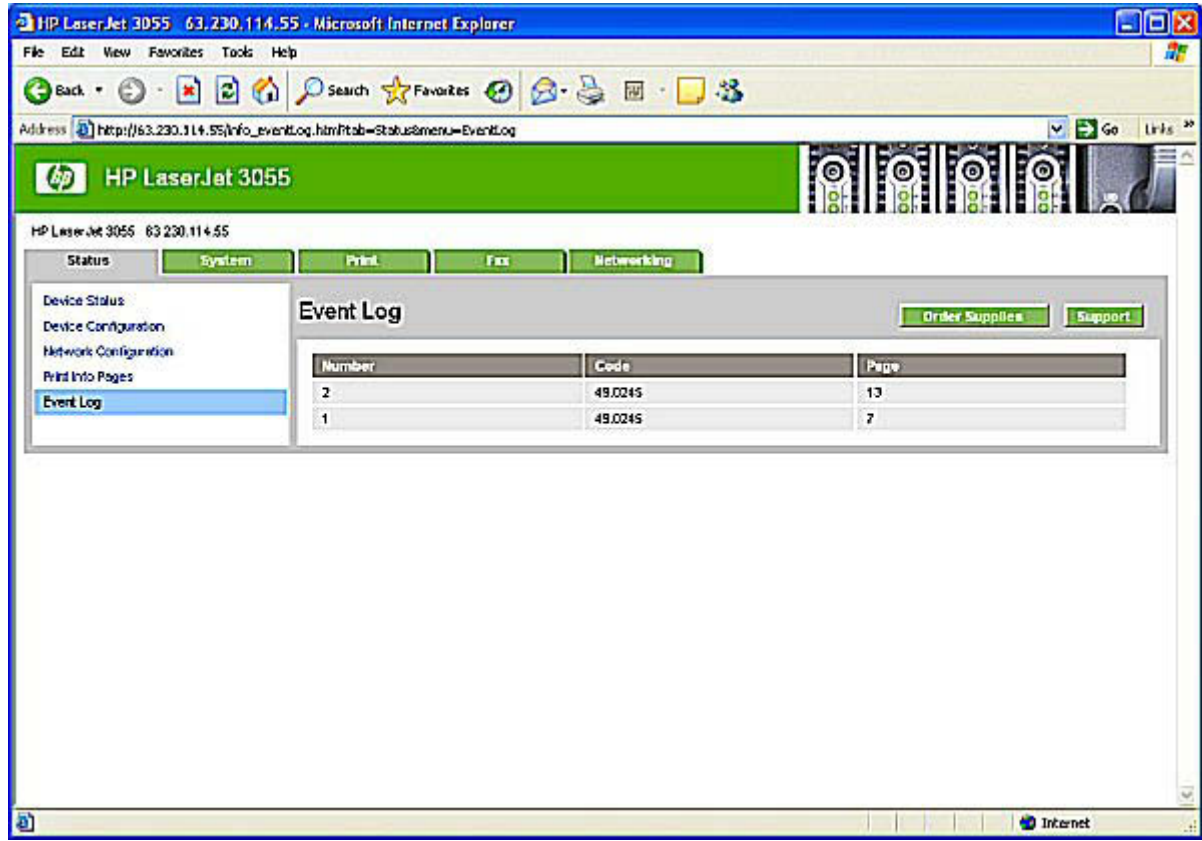 HP LaserJet 3055 63.230.114.55 - Microsoft Internet Explorer
File Edit View Favorites Tools Help
Back Search Favorites
Address http://63.230.114.55/info_eventLog.htm?tab=Status&menu=EventLog Go Links »
hp HP LaserJet 3055
HP LaserJet 3055 63.230.114.55
Status System Print Fax Networking
Device Status
Device Configuration
Network Configuration
Print Info Pages
Event Log
Event Log Order Supplies Support
Number Code Page
2 49.0245 13
1 49.0245 7
Internet